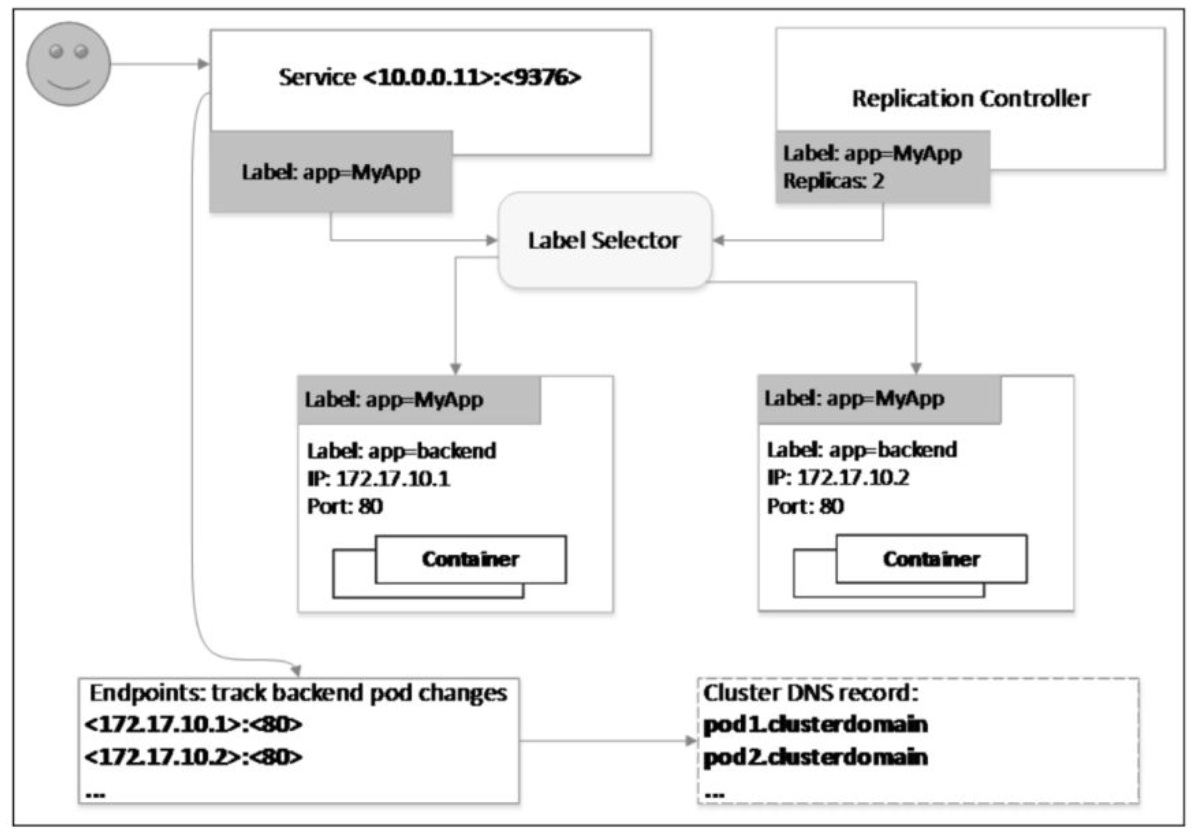 Service <10.0.0.11>:<9376>
Label: app=MyApp
Replication Controller
Label: app=MyApp
Replicas: 2
Label Selector
Label: app=MyApp
Label: app=backend
IP: 172.17.10.1
Port: 80
Container
Label: app=MyApp
Label: app=backend
IP: 172.17.10.2
Port: 80
Container
Endpoints: track backend pod changes
<172.17.10.1>:<80>
<172.17.10.2>:<80>
...
Cluster DNS record:
pod1.clusterdomain
pod2.clusterdomain
...